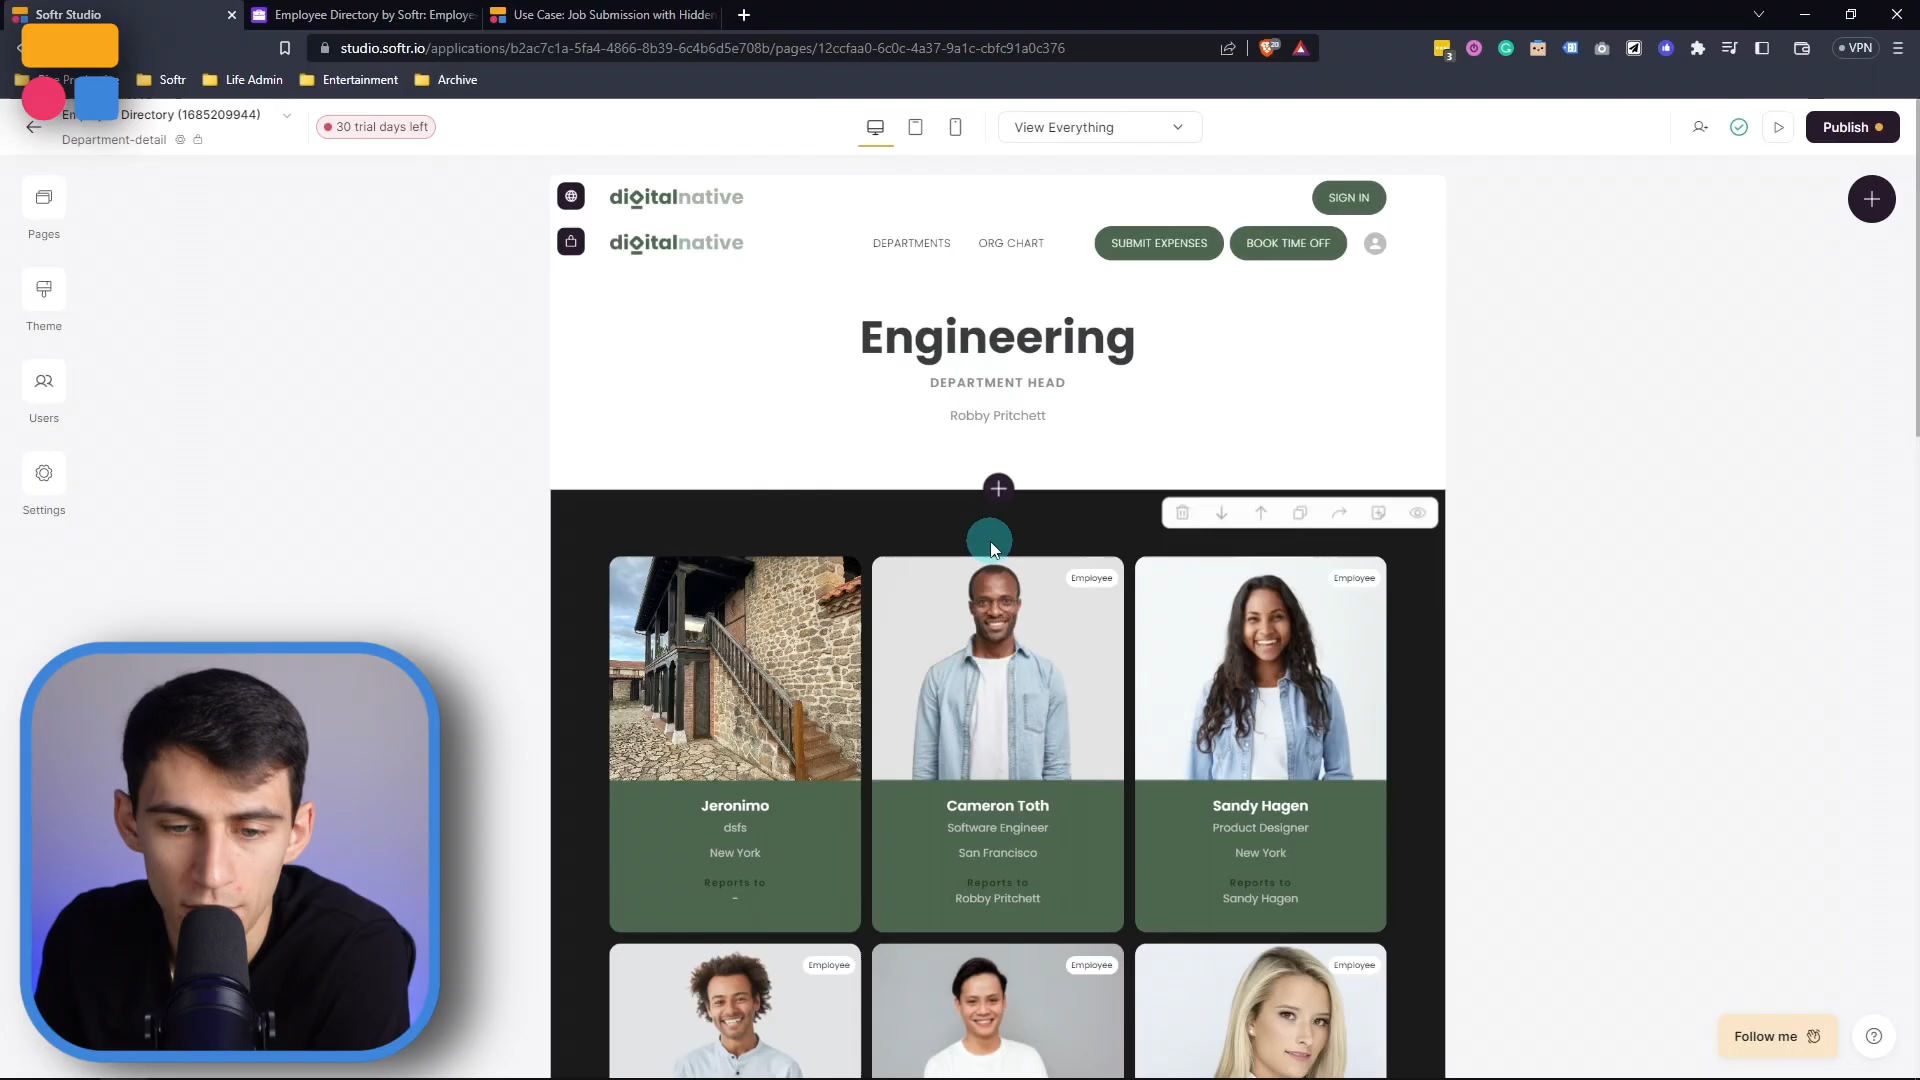 Softr Studio
Employee Directory by Softr: Employe
Use Case: Job Submission with Hidden
studio.softr.io/applications/b2ac7c1a-5fa4-4866-8b39-6c4b6d5e708b/pages/12ccfaa0-6c0c-4a37-9a1c-cbfc91a0c376
28
3
VPN
Softr
Life Admin
Entertainment
Archive
Directory (1685209944)
Department-detail
30 trial days left
View Everything
Publish
Pages
Theme
Users
Settings
digitalnative
SIGN IN
digitalnative
DEPARTMENTS
ORG CHART
SUBMIT EXPENSES
BOOK TIME OFF
Engineering
DEPARTMENT HEAD
Robby Pritchett
Employee
Employee
Jeronimo
dsfs
New York
Reports to
-
Cameron Toth
Software Engineer
San Francisco
Reports to
Robby Pritchett
Sandy Hagen
Product Designer
New York
Reports to
Sandy Hagen
Employee
Employee
Employee
Follow me